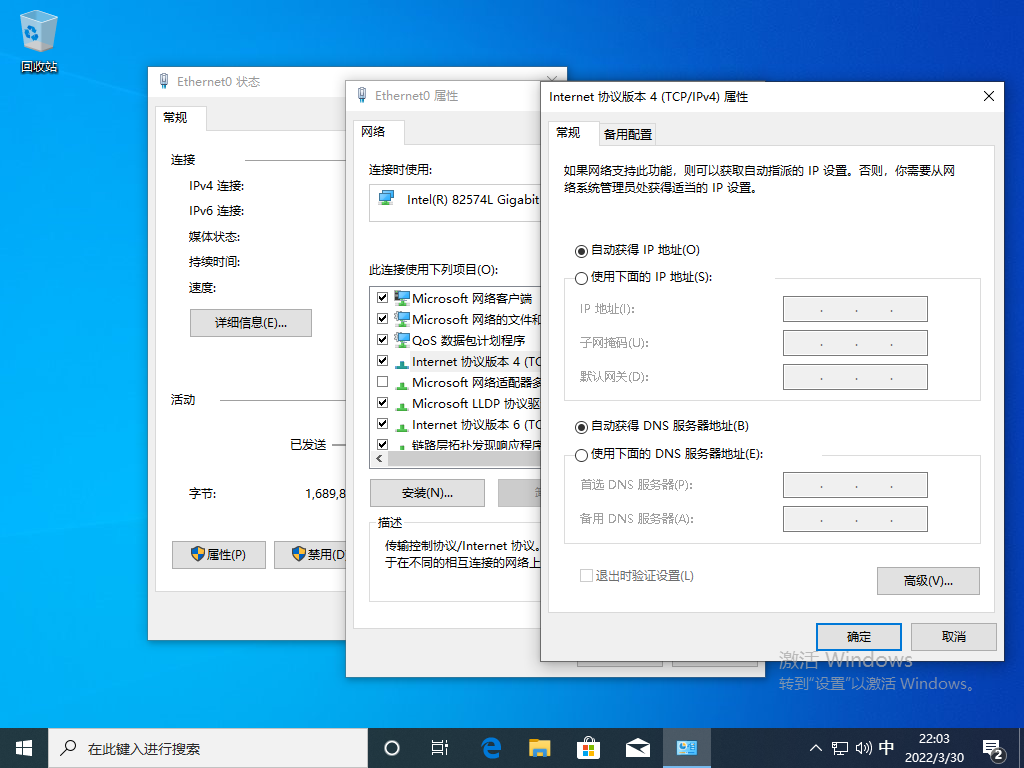 回收站
Ethernet0 状态
常规
连接
IPv4 连接:
IPv6 连接:
媒体状态:
持续时间:
速度:
详细信息(E)...
活动
已发送
字节:
1,689,8
属性(P)
禁用(D
Ethernet0 属性
网络
连接时使用:
Intel(R) 82574L Gigabit
此连接使用下列项目(O):
Microsoft 网络客户端
Microsoft 网络的文件和
QoS 数据包计划程序
Internet 协议版本 4 (TC
Microsoft 网络适配器多
Microsoft LLDP 协议驱
Internet 协议版本 6 (TC
链路层拓扑发现响应程序
安装(N)...
描述
传输控制协议/Internet 协议。
于在不同的相互连接的网络上
Internet 协议版本 4 (TCP/IPv4) 属性
常规
备用配置
如果网络支持此功能，则可以获取自动指派的 IP 设置。否则，你需要从网
络系统管理员处获得适当的 IP 设置。
自动获得 IP 地址(O)
使用下面的 IP 地址(S):
IP 地址(I):
子网掩码(U):
默认网关(D):
自动获得 DNS 服务器地址(B)
使用下面的 DNS 服务器地址(E):
首选 DNS 服务器(P):
备用 DNS 服务器(A):
退出时验证设置(L)
高级(V)...
确定
取消
激活 Windows
转到"设置"以激活 Windows。
在此键入进行搜索
中
22:03
2022/3/30
2